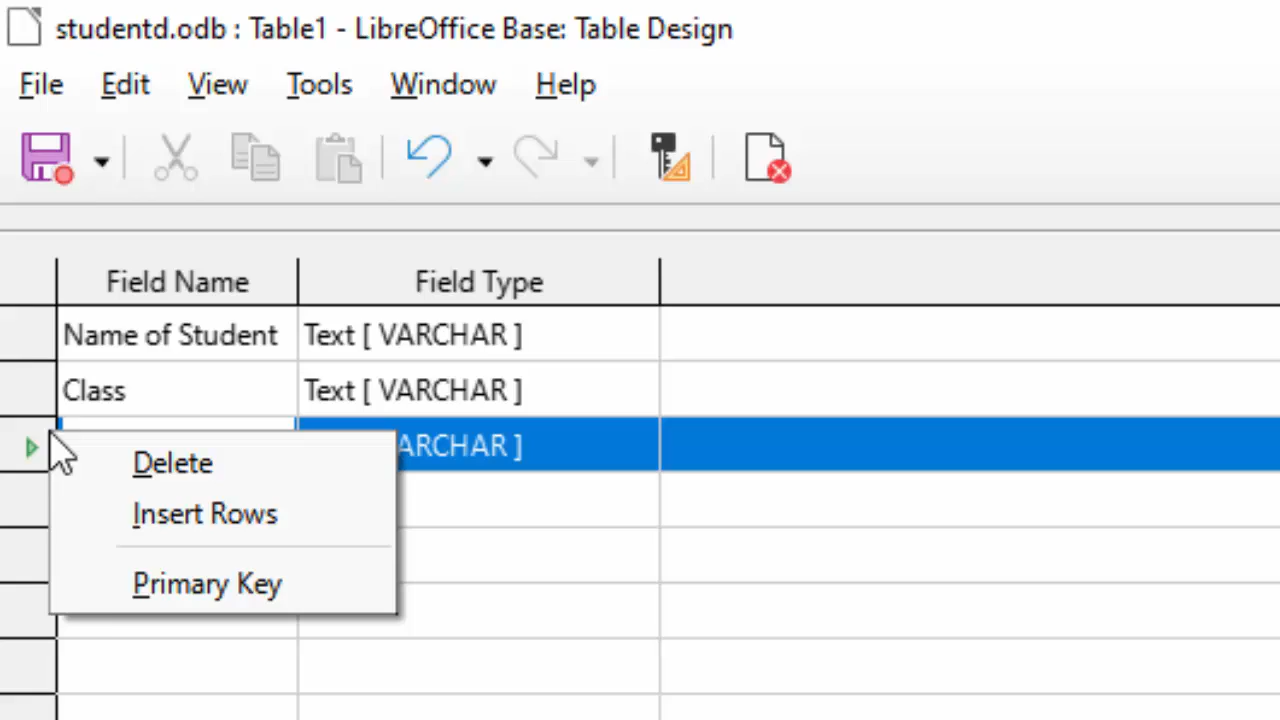 studentd.odb : Table1 - LibreOffice Base: Table Design
File Edit View Tools Window Help
Field Name Field Type
Name of Student Text [ VARCHAR ]
Class Text [ VARCHAR ]
ARCHAR ]
Delete
Insert Rows
Primary Key